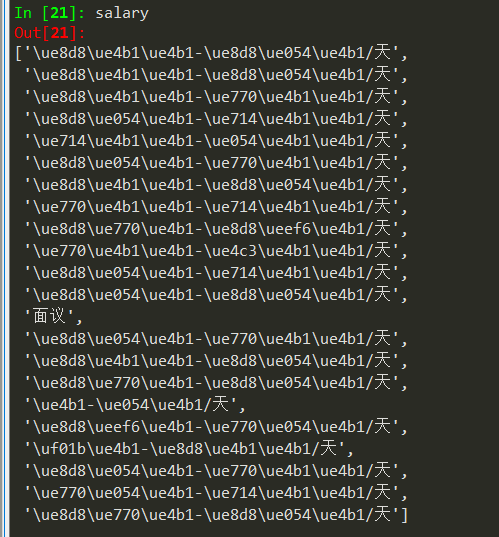 In [21]: salary
Out[21]:
['\ue8d8\ue4b1\ue4b1-\ue8d8\ue054\ue4b1/天',
'\ue8d8\ue4b1\ue4b1-\ue8d8\ue054\ue4b1/天',
'\ue8d8\ue4b1\ue4b1-\ue770\ue4b1\ue4b1/天',
'\ue8d8\ue054\ue4b1-\ue714\ue4b1\ue4b1/天',
'\ue714\ue4b1\ue4b1-\ue054\ue4b1\ue4b1/天',
'\ue8d8\ue054\ue4b1-\ue770\ue4b1\ue4b1/天',
'\ue8d8\ue4b1\ue4b1-\ue8d8\ue054\ue4b1/天',
'\ue770\ue4b1\ue4b1-\ue714\ue4b1\ue4b1/天',
'\ue8d8\ue770\ue4b1-\ue8d8\ueef6\ue4b1/天',
'\ue770\ue4b1\ue4b1-\ue4c3\ue4b1\ue4b1/天',
'\ue8d8\ue054\ue4b1-\ue714\ue4b1\ue4b1/天',
'\ue8d8\ue054\ue4b1-\ue8d8\ue054\ue4b1/天',
'面议',
'\ue8d8\ue054\ue4b1-\ue770\ue4b1\ue4b1/天',
'\ue8d8\ue4b1\ue4b1-\ue8d8\ue054\ue4b1/天',
'\ue8d8\ue770\ue4b1-\ue8d8\ue054\ue4b1/天',
'\ue4b1-\ue054\ue4b1/天',
'\ue8d8\ueef6\ue4b1-\ue770\ue054\ue4b1/天',
'\uf01b\ue4b1-\ue8d8\ue4b1\ue4b1/天',
'\ue8d8\ue054\ue4b1-\ue770\ue4b1\ue4b1/天',
'\ue770\ue054\ue4b1-\ue714\ue4b1\ue4b1/天',
'\ue8d8\ue770\ue4b1-\ue8d8\ue054\ue4b1/天']